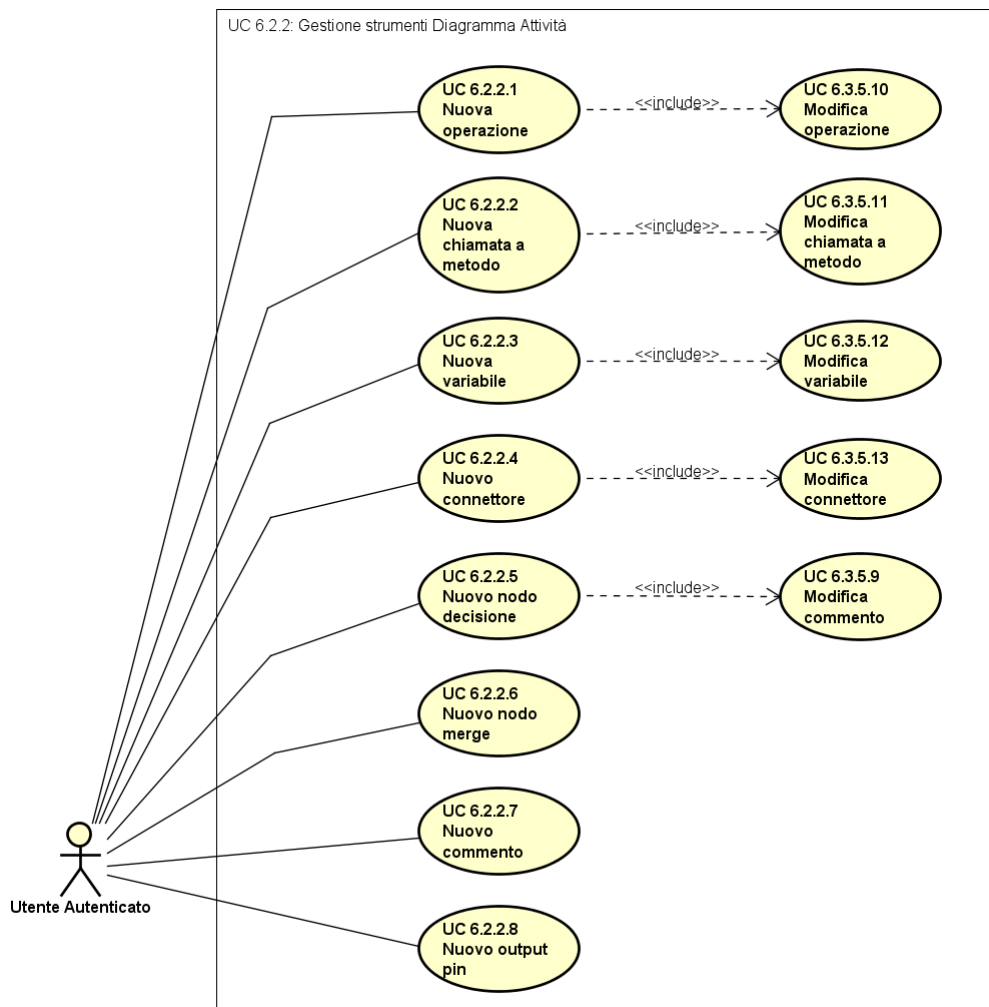 UC 6.2.2: Gestione strumenti Diagramma Attività
UC 6.2.2.1
Nuova
operazione
<<include>>
UC 6.3.5.10
Modifica
operazione
UC 6.2.2.2
Nuova
chiamata a
metodo
<<include>>
UC 6.3.5.11
Modifica
chiamata a
metodo
UC 6.2.2.3
Nuova
variabile
<<include>>
UC 6.3.5.12
Modifica
variabile
UC 6.2.2.4
Nuovo
connettore
<<include>>
UC 6.3.5.13
Modifica
connettore
UC 6.2.2.5
Nuovo nodo
decisione
<<include>>
UC 6.3.5.9
Modifica
commento
UC 6.2.2.6
Nuovo nodo
merge
UC 6.2.2.7
Nuovo
commento
Utente Autenticato
UC 6.2.2.8
Nuovo output
pin